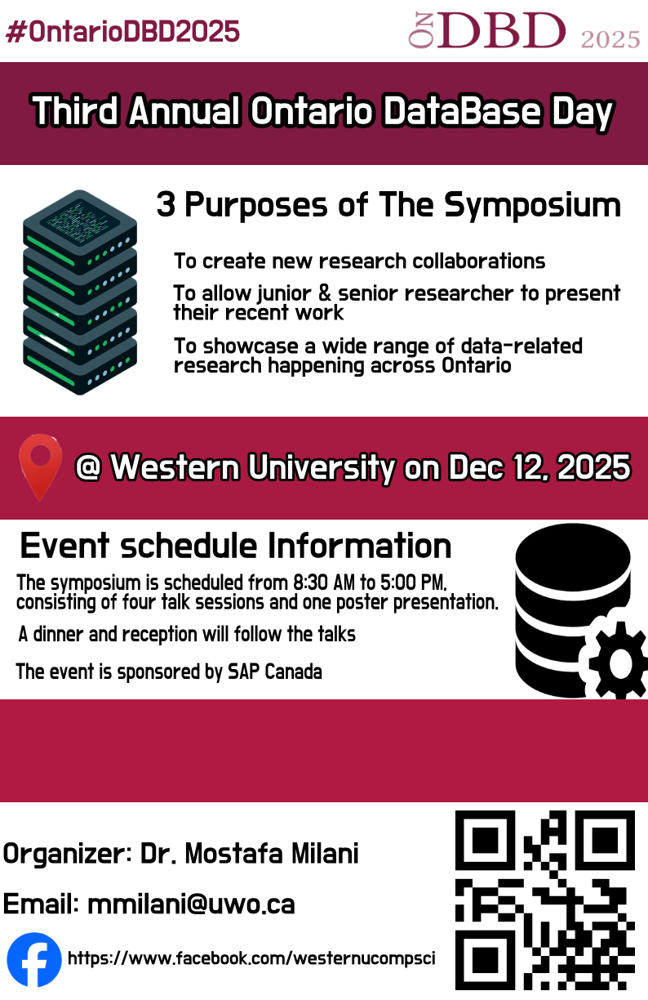 #OntarioDBD2025
ON DBD 2025
Third Annual Ontario DataBase Day
3 Purposes of The Symposium
To create new research collaborations
To allow junior & senior researcher to present
their recent work
To showcase a wide range of data-related
research happening across Ontario
@ Western University on Dec 12, 2025
Event schedule Information
The symposium is scheduled from 8:30 AM to 5:00 PM,
consisting of four talk sessions and one poster presentation.
A dinner and reception will follow the talks
The event is sponsored by SAP Canada
Organizer: Dr. Mostafa Milani
Email: mmilani@uwo.ca
https://www.facebook.com/westernucompsci